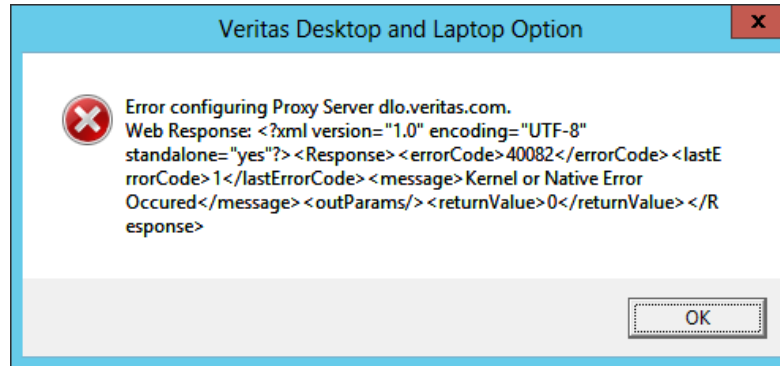 Veritas Desktop and Laptop Option
x
Error configuring Proxy Server dlo.veritas.com.
Web Response: <?xml version="1.0" encoding="UTF-8"
standalone="yes"?><Response><errorCode>40082</errorCode><lastE
rrorCode>1</lastErrorCode><message>Kernel or Native Error
Occured</message><outParams/><returnValue>0</returnValue></R
esponse>
OK